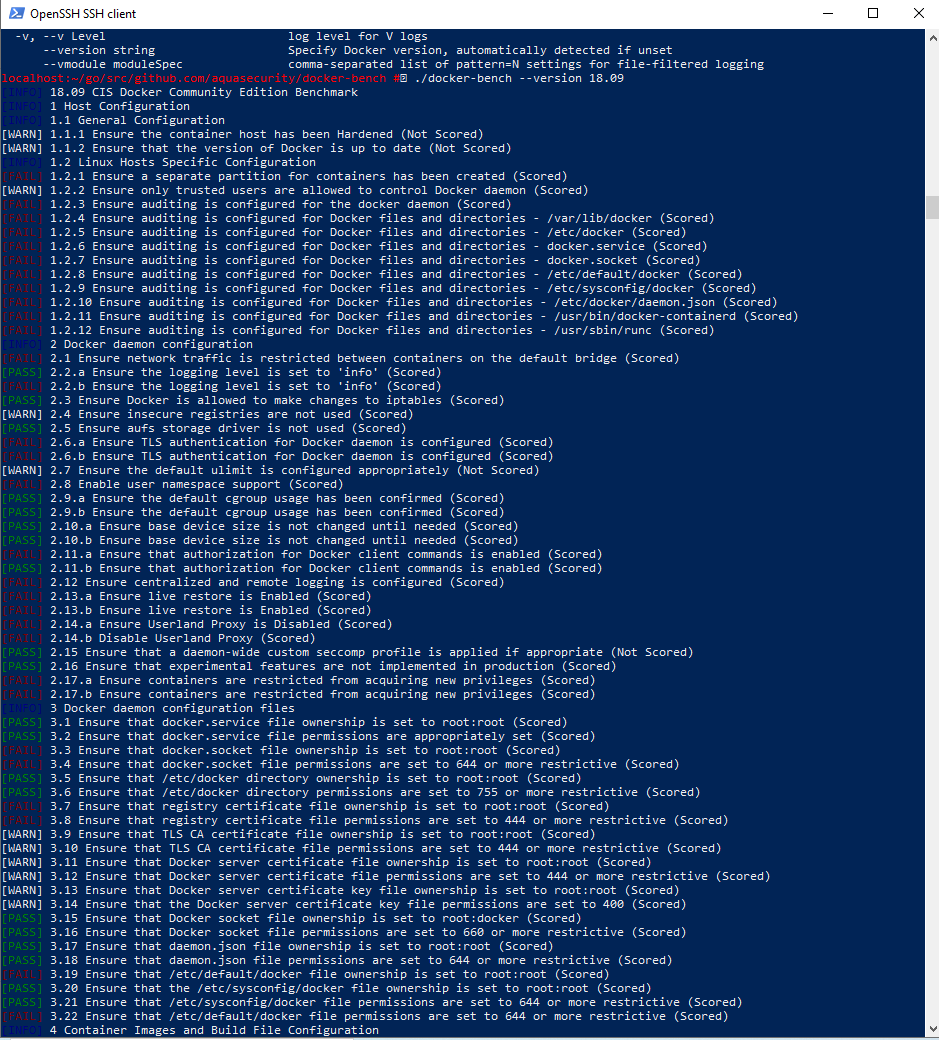 OpenSSH SSH client
-v, --v Level log level for V logs
--version string Specify Docker version, automatically detected if unset
--vmodule moduleSpec comma-separated list of pattern=N settings for file-filtered logging
localhost:~/go/src/github.com/aquasecurity/docker-bench # ./docker-bench --version 18.09
[INFO] 18.09 CIS Docker Community Edition Benchmark
[INFO] 1 Host Configuration
[INFO] 1.1 General Configuration
[WARN] 1.1.1 Ensure the container host has been Hardened (Not Scored)
[WARN] 1.1.2 Ensure that the version of Docker is up to date (Not Scored)
[INFO] 1.2 Linux Hosts Specific Configuration
[FAIL] 1.2.1 Ensure a separate partition for containers has been created (Scored)
[WARN] 1.2.2 Ensure only trusted users are allowed to control Docker daemon (Scored)
[FAIL] 1.2.3 Ensure auditing is configured for the docker daemon (Scored)
[FAIL] 1.2.4 Ensure auditing is configured for Docker files and directories - /var/lib/docker (Scored)
[FAIL] 1.2.5 Ensure auditing is configured for Docker files and directories - /etc/docker (Scored)
[FAIL] 1.2.6 Ensure auditing is configured for Docker files and directories - docker.service (Scored)
[FAIL] 1.2.7 Ensure auditing is configured for Docker files and directories - docker.socket (Scored)
[FAIL] 1.2.8 Ensure auditing is configured for Docker files and directories - /etc/default/docker (Scored)
[FAIL] 1.2.9 Ensure auditing is configured for Docker files and directories - /etc/sysconfig/docker (Scored)
[FAIL] 1.2.10 Ensure auditing is configured for Docker files and directories - /etc/docker/daemon.json (Scored)
[FAIL] 1.2.11 Ensure auditing is configured for Docker files and directories - /usr/bin/docker-containerd (Scored)
[FAIL] 1.2.12 Ensure auditing is configured for Docker files and directories - /usr/sbin/runc (Scored)
[INFO] 2 Docker daemon configuration
[FAIL] 2.1 Ensure network traffic is restricted between containers on the default bridge (Scored)
[PASS] 2.2.a Ensure the logging level is set to 'info' (Scored)
[FAIL] 2.2.b Ensure the logging level is set to 'info' (Scored)
[PASS] 2.3 Ensure Docker is allowed to make changes to iptables (Scored)
[WARN] 2.4 Ensure insecure registries are not used (Scored)
[PASS] 2.5 Ensure aufs storage driver is not used (Scored)
[FAIL] 2.6.a Ensure TLS authentication for Docker daemon is configured (Scored)
[FAIL] 2.6.b Ensure TLS authentication for Docker daemon is configured (Scored)
[WARN] 2.7 Ensure the default ulimit is configured appropriately (Not Scored)
[FAIL] 2.8 Enable user namespace support (Scored)
[PASS] 2.9.a Ensure the default cgroup usage has been confirmed (Scored)
[PASS] 2.9.b Ensure the default cgroup usage has been confirmed (Scored)
[PASS] 2.10.a Ensure base device size is not changed until needed (Scored)
[PASS] 2.10.b Ensure base device size is not changed until needed (Scored)
[FAIL] 2.11.a Ensure that authorization for Docker client commands is enabled (Scored)
[PASS] 2.11.b Ensure that authorization for Docker client commands is enabled (Scored)
[FAIL] 2.12 Ensure centralized and remote logging is configured (Scored)
[FAIL] 2.13.a Ensure live restore is Enabled (Scored)
[FAIL] 2.13.b Ensure live restore is Enabled (Scored)
[FAIL] 2.14.a Ensure Userland Proxy is Disabled (Scored)
[FAIL] 2.14.b Disable Userland Proxy (Scored)
[PASS] 2.15 Ensure that a daemon-wide custom seccomp profile is applied if appropriate (Not Scored)
[PASS] 2.16 Ensure that experimental features are not implemented in production (Scored)
[FAIL] 2.17.a Ensure containers are restricted from acquiring new privileges (Scored)
[FAIL] 2.17.b Ensure containers are restricted from acquiring new privileges (Scored)
[INFO] 3 Docker daemon configuration files
[PASS] 3.1 Ensure that docker.service file ownership is set to root:root (Scored)
[PASS] 3.2 Ensure that docker.service file permissions are appropriately set (Scored)
[FAIL] 3.3 Ensure that docker.socket file ownership is set to root:root (Scored)
[FAIL] 3.4 Ensure that docker.socket file permissions are set to 644 or more restrictive (Scored)
[PASS] 3.5 Ensure that /etc/docker directory ownership is set to root:root (Scored)
[PASS] 3.6 Ensure that /etc/docker directory permissions are set to 755 or more restrictive (Scored)
[FAIL] 3.7 Ensure that registry certificate file ownership is set to root:root (Scored)
[FAIL] 3.8 Ensure that registry certificate file permissions are set to 444 or more restrictive (Scored)
[WARN] 3.9 Ensure that TLS CA certificate file ownership is set to root:root (Scored)
[WARN] 3.10 Ensure that TLS CA certificate file permissions are set to 444 or more restrictive (Scored)
[WARN] 3.11 Ensure that Docker server certificate file ownership is set to root:root (Scored)
[WARN] 3.12 Ensure that Docker server certificate file permissions are set to 444 or more restrictive (Scored)
[WARN] 3.13 Ensure that Docker server certificate key file ownership is set to root:root (Scored)
[WARN] 3.14 Ensure that the Docker server certificate key file permissions are set to 400 (Scored)
[PASS] 3.15 Ensure that Docker socket file ownership is set to root:docker (Scored)
[PASS] 3.16 Ensure that Docker socket file permissions are set to 660 or more restrictive (Scored)
[PASS] 3.17 Ensure that daemon.json file ownership is set to root:root (Scored)
[PASS] 3.18 Ensure that daemon.json file permissions are set to 644 or more restrictive (Scored)
[FAIL] 3.19 Ensure that /etc/default/docker file ownership is set to root:root (Scored)
[PASS] 3.20 Ensure that the /etc/sysconfig/docker file ownership is set to root:root (Scored)
[PASS] 3.21 Ensure that /etc/sysconfig/docker file permissions are set to 644 or more restrictive (Scored)
[FAIL] 3.22 Ensure that /etc/default/docker file permissions are set to 644 or more restrictive (Scored)
[INFO] 4 Container Images and Build File Configuration